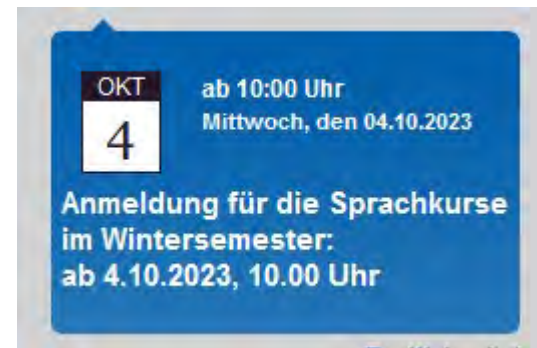 OKT
4
ab 10:00 Uhr
Mittwoch, den 04.10.2023
Anmeldung für die Sprachkurse
im Wintersemester:
ab 4.10.2023, 10.00 Uhr